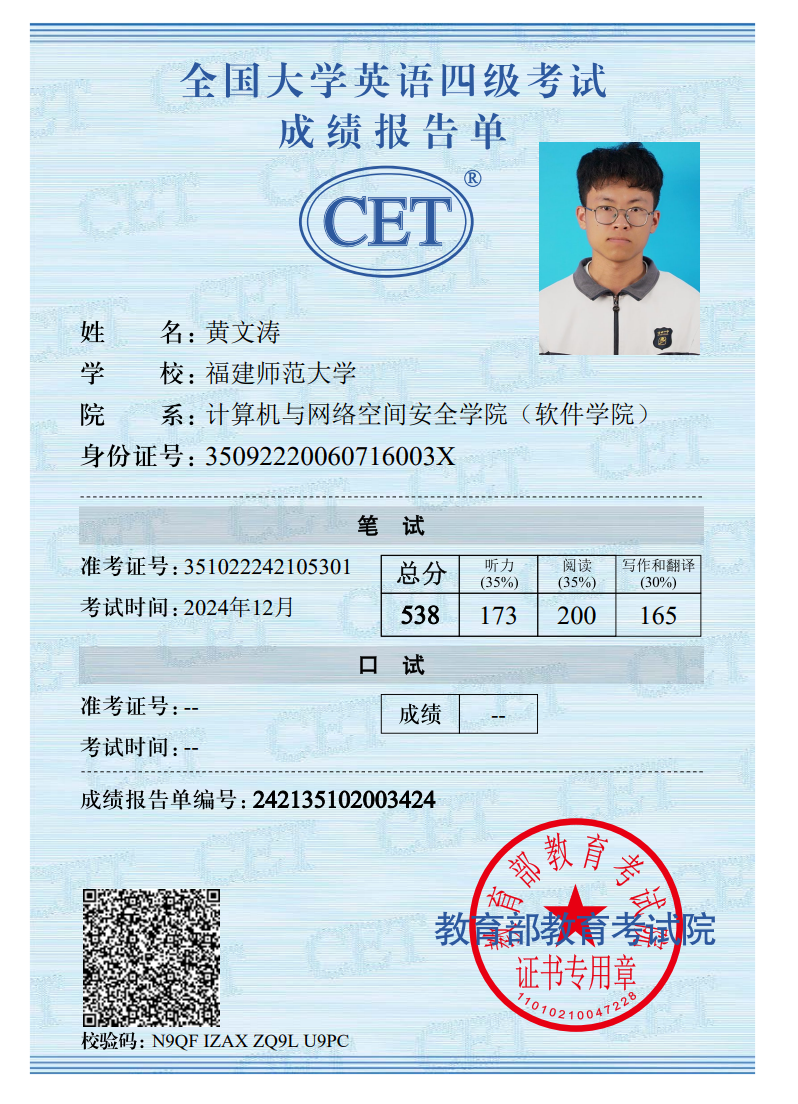 全国大学英语四级考试
成绩报告单
CET®
姓 名：黄文涛
学 校：福建师范大学
院 系：计算机与网络空间安全学院（软件学院）
身份证号：35092220060716003X
笔 试
准考证号：351022242105301
考试时间：2024年12月
总分 听力 (35%) 阅读 (35%) 写作和翻译 (30%)
538 173 200 165
口 试
准考证号：--
考试时间：--
成绩 --
成绩报告单编号：242135102003424
教育部教育考试院
教育部教育考试院
证书专用章
11010210047228
校验码：N9QF IZAX ZQ9L U9PC